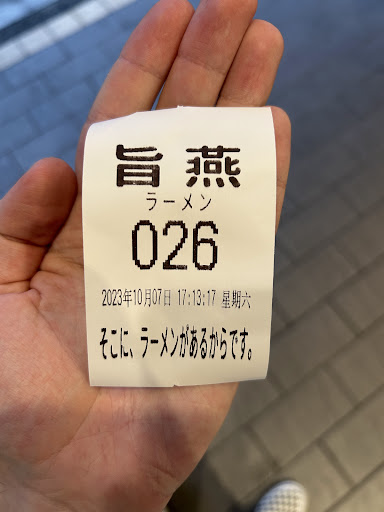 旨燕
ラーメン
026
2023年10月07日 17:13:17 星期六
そこに、ラーメンがあるからです。